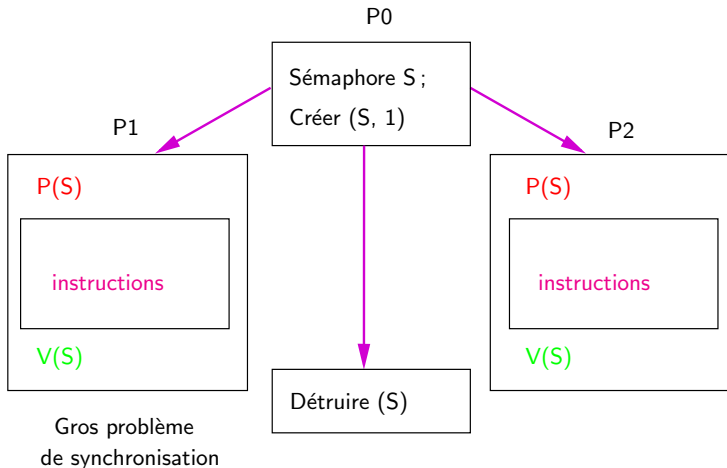 P0
Sémaphore S ;
Créer (S, 1)
P1
P(S)
instructions
V(S)
P2
P(S)
instructions
V(S)
Détruire (S)
Gros problème
de synchronisation